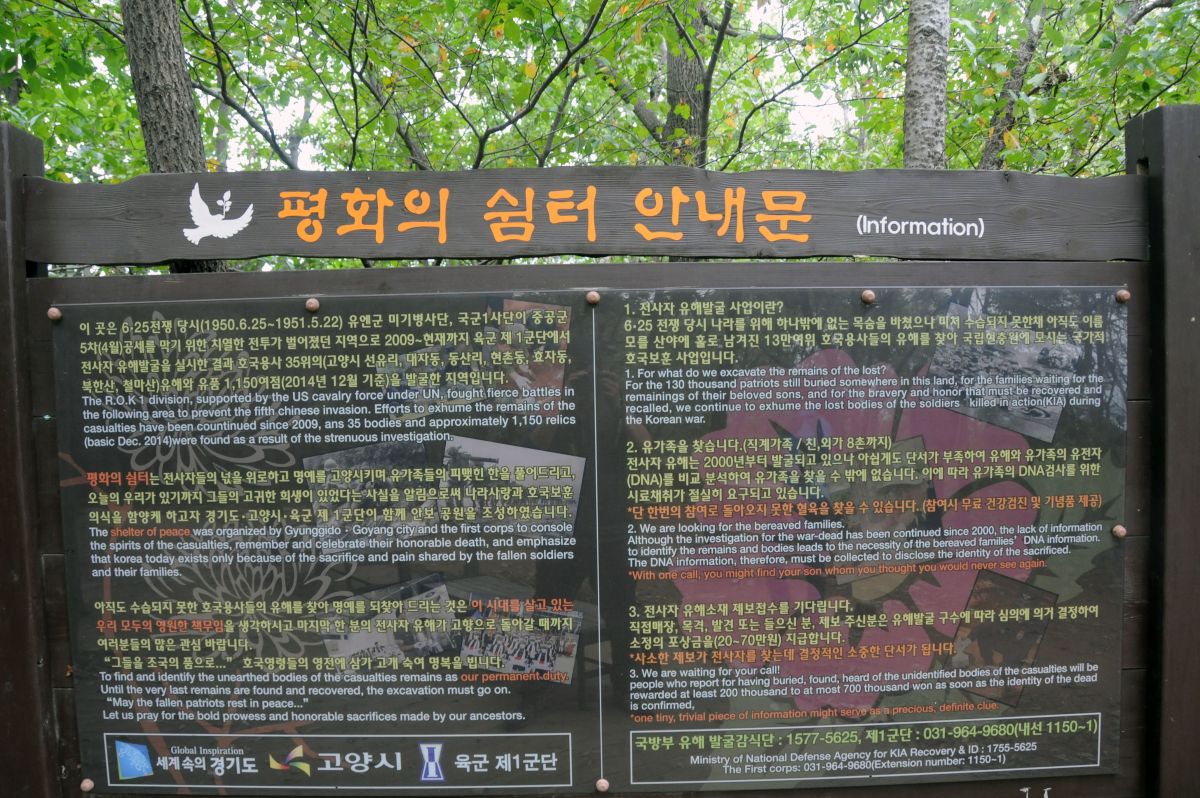 평화의 쉼터 안내문 (Information)
이 곳은 6·25전쟁 당시(1950.6.25~1951.5.22) 유엔군 미기병사단, 국군1사단이 중공군
5차(4월)공세를 막기 위한 치열한 전투가 벌어졌던 지역으로 2009~현재까지 육군 제1군단에서
전사자 유해발굴을 실시한 결과 호국용사 35위의(고양시 선유리, 대자동, 동산리, 현촌동, 효자동,
북한산, 철마산)유해와 유품 1,150여점(2014년 12월 기준)을 발굴한 지역입니다.
The R.O.K 1 division, supported by the US cavalry force under UN, fought fierce battles in
the following area to prevent the fifth chinese invasion. Efforts to exhume the remains of the
casualties have been countinued since 2009, ans 35 bodies and approximately 1,150 relics
(basic Dec. 2014)were found as a result of the strenuous investigation.
평화의 쉼터는 전사자들의 넋을 위로하고 명예를 고양시키며 유가족들의 피맺힌 한을 풀어드리고,
오늘의 우리가 있기까지 그들의 고귀한 희생이 있었다는 사실을 알림으로써 나라사랑과 호국보훈
의식을 함양케 하고자 경기도·고양시·육군 제 1군단이 함께 안보 공원을 조성하였습니다.
The shelter of peace was organized by Gyunggido - Goyang city and the first corps to console
the spirits of the casualties, remember and celebrate their honorable death, and emphasize
that korea today exists only because of the sacrifice and pain shared by the fallen soldiers
and their families.
아직도 수습되지 못한 호국용사들의 유해를 찾아 명예를 되찾아 드리는 것은 이 시대를 살고 있는
우리 모두의 영원한 책무임을 생각하시고 마지막 한 분의 전사자 유해가 고향으로 돌아갈 때까지
여러분들의 많은 관심 바랍니다.
"그들을 조국의 품으로..." 호국영령들의 영전에 삼가 고개 숙여 명복을 빕니다.
To find and identify the unearthed bodies of the casualties remains as our permanent duty.
Until the very last remains are found and recovered, the excavation must go on.
"May the fallen patriots rest in peace..."
Let us pray for the bold prowess and honorable sacrifices made by our ancestors.
Global Inspiration
세계 속의 경기도
고양시
육군 제1군단
1. 전사자 유해발굴 사업이란?
6·25 전쟁 당시 나라를 위해 하나밖에 없는 목숨을 바쳤으나 미처 수습되지 못한채 아직도 이름
모를 산야에 홀로 남겨진 13만여위 호국용사들의 유해를 찾아 국립현충원에 모시는 국가적
호국보훈 사업입니다.
1. For what do we excavate the remains of the lost?
For the 130 thousand patriots still buried somewhere in this land, for the families waiting for the
remainings of their beloved sons, and for the bravery and honor that must be recovered and
recalled, we continue to exhume the lost bodies of the soldiers killed in action(KIA) during
the Korean war.
2. 유가족을 찾습니다.(직계가족 / 친,외가 8촌까지)
전사자 유해는 2000년부터 발굴되고 있으나 아쉽게도 단서가 부족하여 유해와 유가족의 유전자
(DNA)를 비교 분석하여 유가족을 찾을 수 밖에 없습니다. 이에 따라 유가족의 DNA검사를 위한
시료채취가 절실히 요구되고 있습니다.
*단 한번의 참여로 돌아오지 못한 혈육을 찾을 수 있습니다. (참여시 무료 건강검진 및 기념품 제공)
2. We are looking for the bereaved families.
Although the investigation for the war-dead has been continued since 2000, the lack of information
to identify the remains and bodies leads to the necessity of the bereaved families' DNA information.
The DNA information, therefore, must be collected to disclose the identity of the sacrificed.
*With one call, you might find your son whom you thought you would never see again.
3. 전사자 유해소재 제보접수를 기다립니다.
직접매장, 목격, 발견 또는 들으신 분, 제보 주신분은 유해발굴 구수에 따라 심의에 의거 결정하여
소정의 포상금을(20~70만원) 지급합니다.
*사소한 제보가 전사자를 찾는데 결정적인 소중한 단서가 됩니다.
3. We are waiting for your call!
people who report for having buried, found, heard of the unidentified bodies of the casualties will be
rewarded at least 200 thousand to at most 700 thousand won as soon as the identity of the dead
is confirmed,
*one tiny, trivial piece of information might serve as a precious, definite clue.
국방부 유해 발굴감식단 : 1577-5625, 제1군단 : 031-964-9680(내선 1150~1)
Ministry of National Defense Agency for KIA Recovery & ID : 1755-5625
The First corps: 031-964-9680(Extension number: 1150~1)